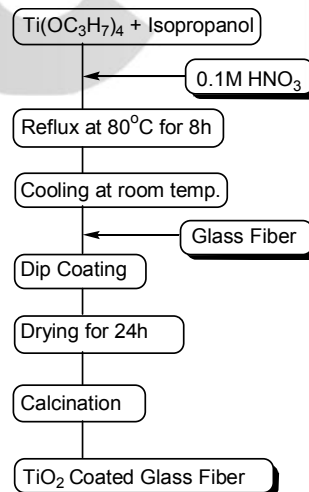 Ti(OC₃H₇)₄ + Isopropanol
0.1M HNO₃
Reflux at 80°C for 8h
Cooling at room temp.
Glass Fiber
Dip Coating
Drying for 24h
Calcination
TiO₂ Coated Glass Fiber